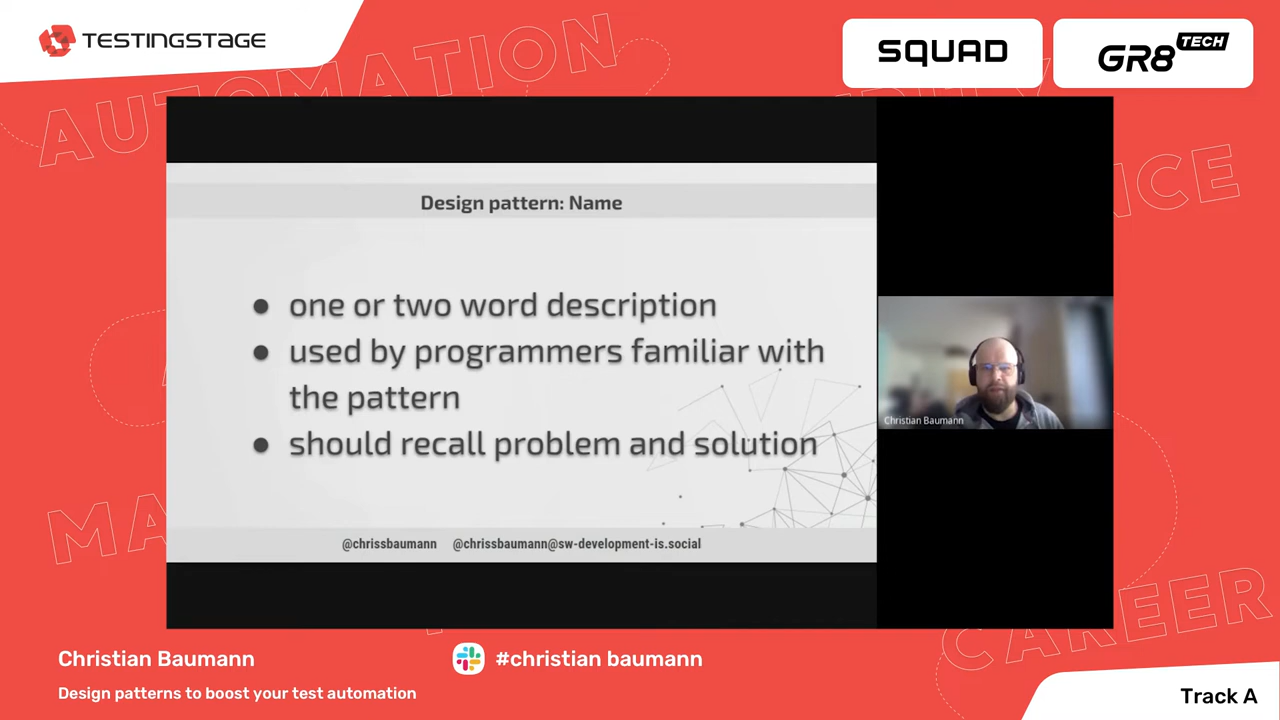 TESTINGSTAGE
SQUAD
GR8 TECH
AUTOMATION
Design pattern: Name
● one or two word description
● used by programmers familiar with
the pattern
● should recall problem and solution
@chrissbaumann @chrissbaumann@sw-development-is.social
Christian Baumann
CAREER
Christian Baumann
#christian baumann
Design patterns to boost your test automation
Track A